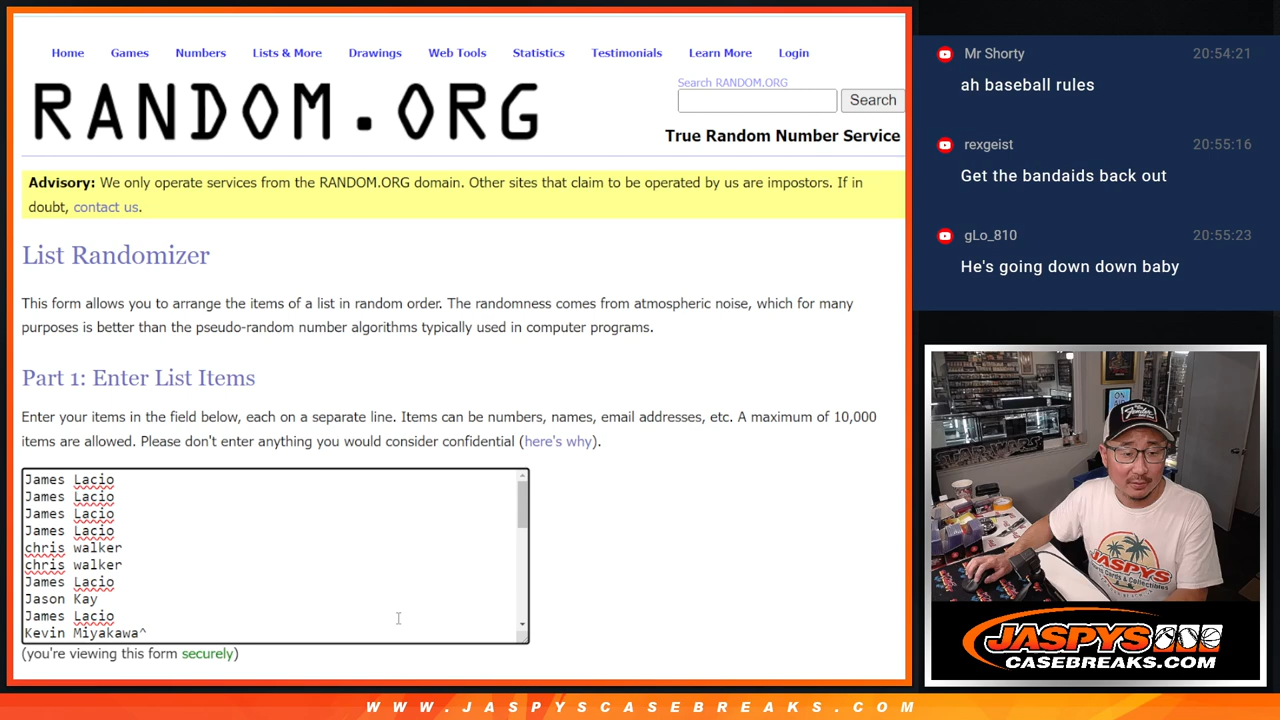 Home Games Numbers Lists & More Drawings Web Tools Statistics Testimonials Learn More Login
RANDOM.ORG
Search RANDOM.ORG
Search
True Random Number Service
Advisory: We only operate services from the RANDOM.ORG domain. Other sites that claim to be operated by us are impostors. If in
doubt, contact us.
List Randomizer
This form allows you to arrange the items of a list in random order. The randomness comes from atmospheric noise, which for many
purposes is better than the pseudo-random number algorithms typically used in computer programs.
Part 1: Enter List Items
Enter your items in the field below, each on a separate line. Items can be numbers, names, email addresses, etc. A maximum of 10,000
items are allowed. Please don't enter anything you would consider confidential (here's why).
James Lacio
James Lacio
James Lacio
James Lacio
chris walker
chris walker
James Lacio
Jason Kay
James Lacio
Kevin Miyakawa^
(you're viewing this form securely)
Mr Shorty 20:54:21
ah baseball rules
rexgeist 20:55:16
Get the bandaids back out
gLo_810 20:55:23
He's going down down baby
ON
Fender
STAR WARS
JASPYS
JASPYS
CASEBREAKS.COM
WWW.JASPYSCASEBREAKS.COM